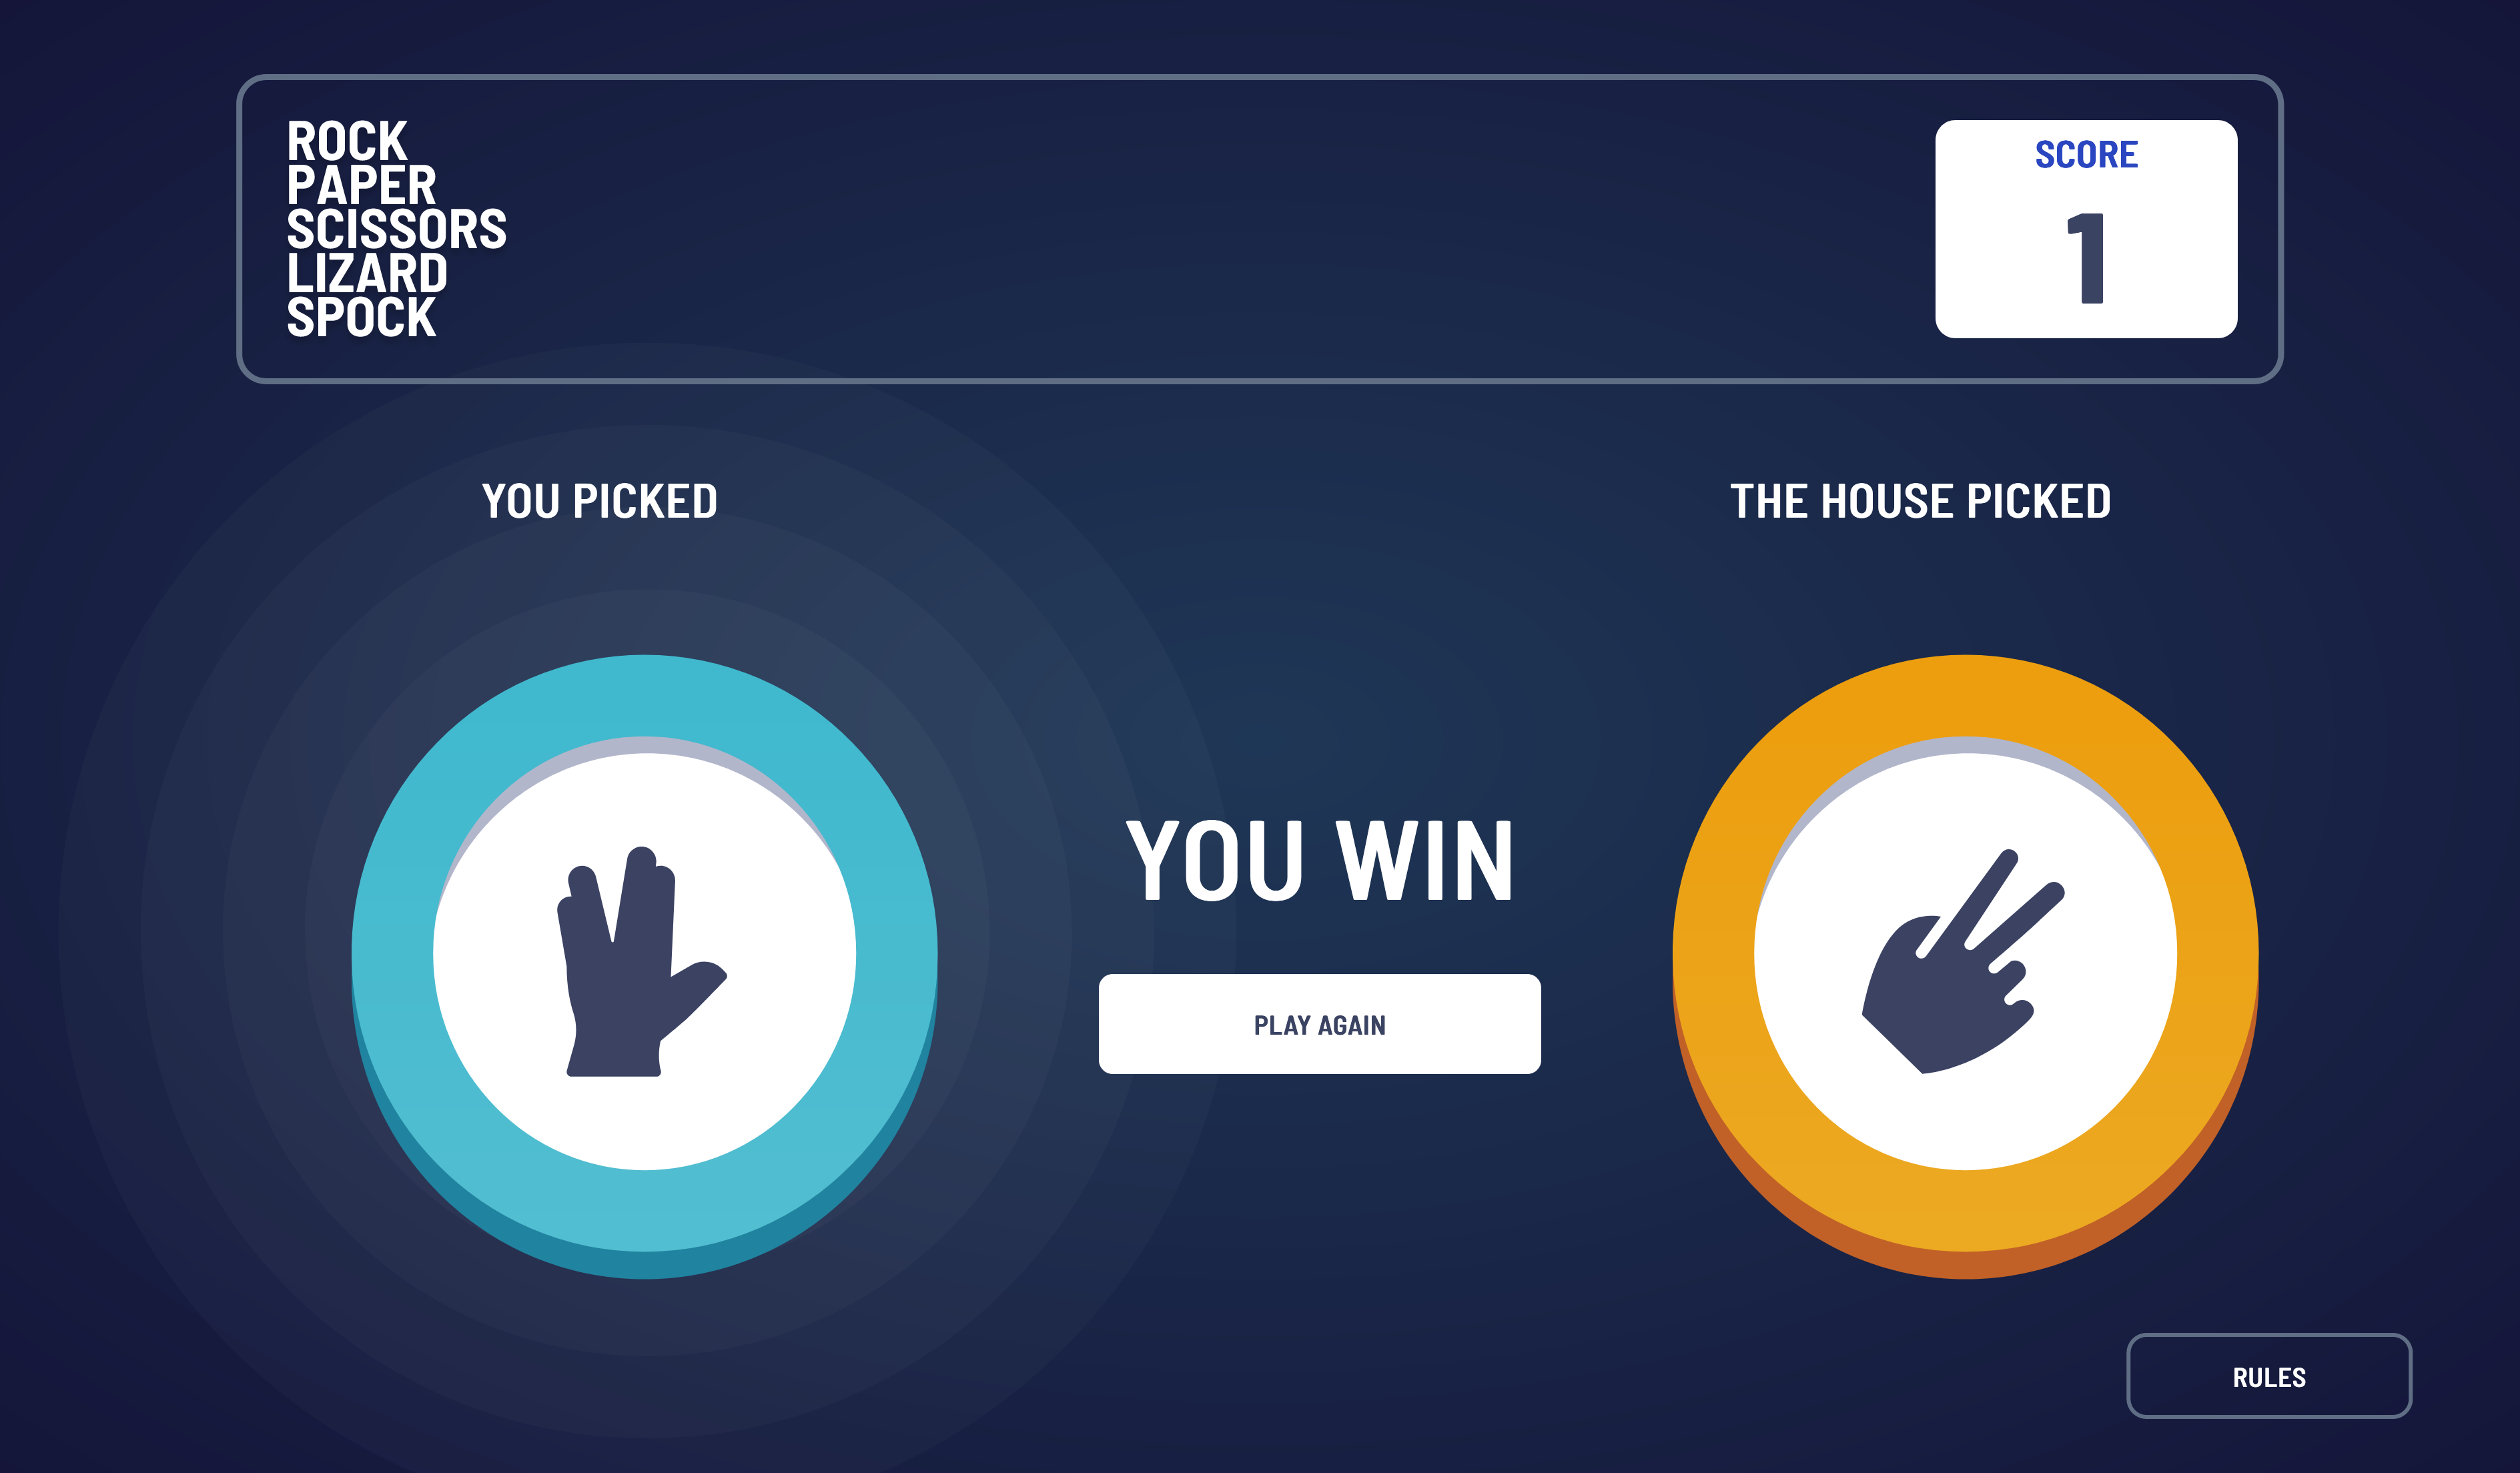 ROCK
PAPER
SCISSORS
LIZARD
SPOCK
SCORE
1
YOU PICKED
THE HOUSE PICKED
YOU WIN
PLAY AGAIN
RULES